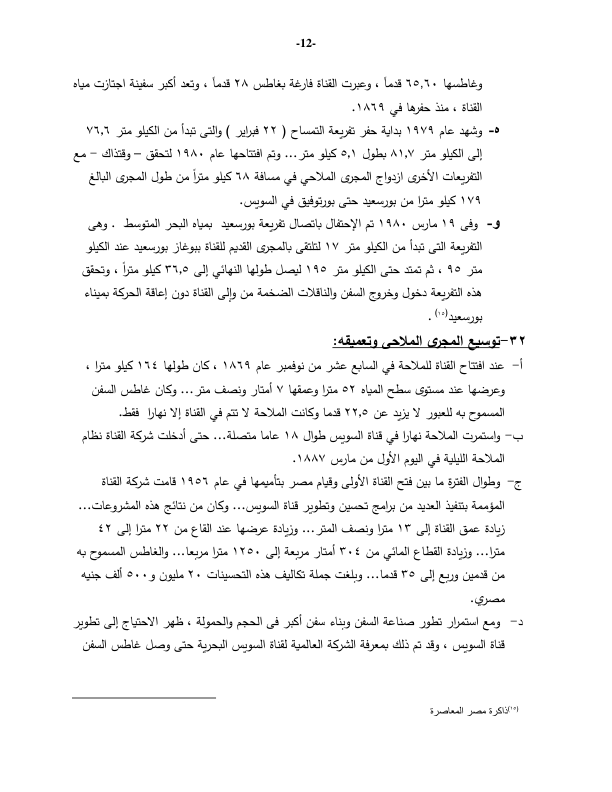 -12-
وغاطسها ٦٥,٦٠ قدماً ، وعبرت القناة فارغة بغاطس ٢٨ قدماً ، وتعد أكبر سفينة اجتازت مياه
القناة ، منذ حفرها في ١٨٦٩.
٥- وشهد عام ١٩٧٩ بداية حفر تفريعة التمساح ( ٢٢ فبراير ) والتى تبدأ من الكيلو متر ٧٦,٦
إلى الكيلو متر ٨١,٧ بطول ٥,١ كيلو متر... وتم افتتاحها عام ١٩٨٠ لتحقق – وقتذاك – مع
التفريعات الأخرى ازدواج المجرى الملاحي في مسافة ٦٨ كيلو متراً من طول المجرى البالغ
١٧٩ كيلو مترا من بورسعيد حتى بورتوفيق في السويس.
و- وفى ١٩ مارس ١٩٨٠ تم الإحتفال باتصال تفريعة بورسعيد بمياه البحر المتوسط . وهى
التفريعة التى تبدأ من الكيلو متر ١٧ لتلتقى بالمجرى القديم للقناة ببوغاز بورسعيد عند الكيلو
متر ٩٥ ، ثم تمتد حتى الكيلو متر ١٩٥ ليصل طولها النهائي إلى ٣٦,٥ كيلو متراً ، وتحقق
هذه التفريعة دخول وخروج السفن والناقلات الضخمة من وإلى القناة دون إعاقة الحركة بميناء
بورسعيد(١٥) .
٣٢-توسيع المجرى الملاحى وتعميقه:
أ- عند افتتاح القناة للملاحة في السابع عشر من نوفمبر عام ١٨٦٩ ، كان طولها ١٦٤ كيلو مترا ،
وعرضها عند مستوى سطح المياه ٥٢ مترا وعمقها ٧ أمتار ونصف متر... وكان غاطس السفن
المسموح به للعبور لا يزيد عن ٢٢,٥ قدما وكانت الملاحة لا تتم في القناة إلا نهارا فقط.
ب- واستمرت الملاحة نهارا في قناة السويس طوال ١٨ عاما متصلة... حتى أدخلت شركة القناة نظام
الملاحة الليلية في اليوم الأول من مارس ١٨٨٧.
ج- وطوال الفترة ما بين فتح القناة الأولى وقيام مصر بتأميمها في عام ١٩٥٦ قامت شركة القناة
المؤممة بتنفيذ العديد من برامج تحسين وتطوير قناة السويس... وكان من نتائج هذه المشروعات...
زيادة عمق القناة إلى ١٣ مترا ونصف المتر... وزيادة عرضها عند القاع من ٢٢ مترا إلى ٤٢
مترا... وزيادة القطاع المائي من ٣٠٤ أمتار مربعة إلى ١٢٥٠ مترا مربعا... والغاطس المسموح به
من قدمين وربع إلى ٣٥ قدما... وبلغت جملة تكاليف هذه التحسينات ٢٠ مليون و٥٠٠ ألف جنيه
مصري.
د- ومع استمرار تطور صناعة السفن وبناء سفن أكبر فى الحجم والحمولة ، ظهر الاحتياج إلى تطوير
قناة السويس ، وقد تم ذلك بمعرفة الشركة العالمية لقناة السويس البحرية حتى وصل غاطس السفن
(١٥)ذاكرة مصر المعاصرة